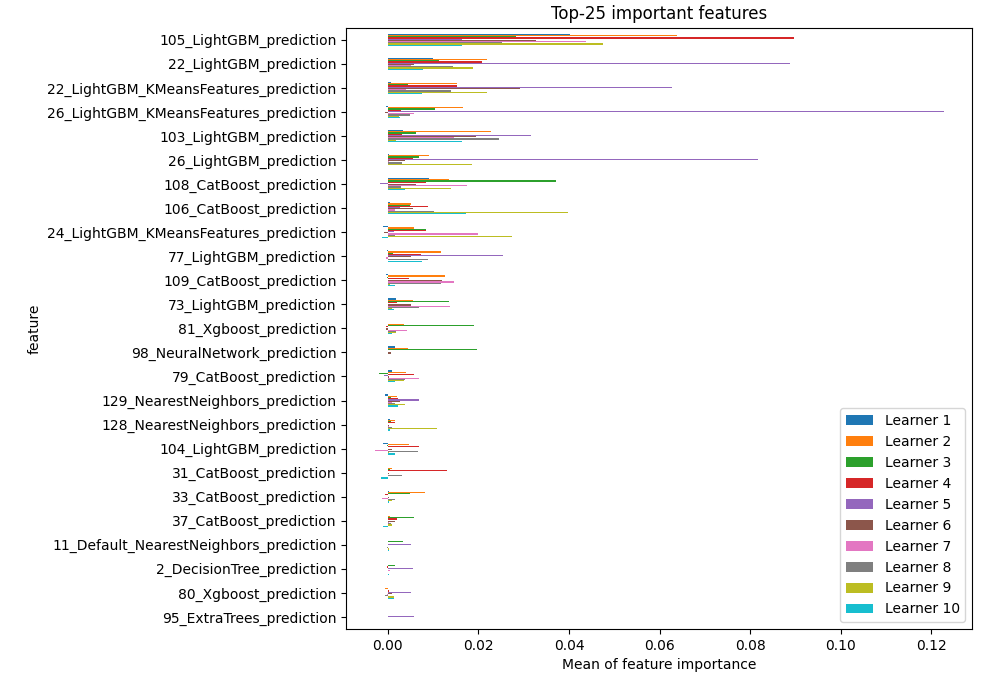 Top-25 important features
105_LightGBM_prediction
22_LightGBM_prediction
22_LightGBM_KMeansFeatures_prediction
26_LightGBM_KMeansFeatures_prediction
103_LightGBM_prediction
26_LightGBM_prediction
108_CatBoost_prediction
106_CatBoost_prediction
24_LightGBM_KMeansFeatures_prediction
77_LightGBM_prediction
109_CatBoost_prediction
73_LightGBM_prediction
81_Xgboost_prediction
98_NeuralNetwork_prediction
79_CatBoost_prediction
129_NearestNeighbors_prediction
128_NearestNeighbors_prediction
104_LightGBM_prediction
31_CatBoost_prediction
33_CatBoost_prediction
37_CatBoost_prediction
11_Default_NearestNeighbors_prediction
2_DecisionTree_prediction
80_Xgboost_prediction
95_ExtraTrees_prediction
feature
Learner 1
Learner 2
Learner 3
Learner 4
Learner 5
Learner 6
Learner 7
Learner 8
Learner 9
Learner 10
0.00 0.02 0.04 0.06 0.08 0.10 0.12
Mean of feature importance